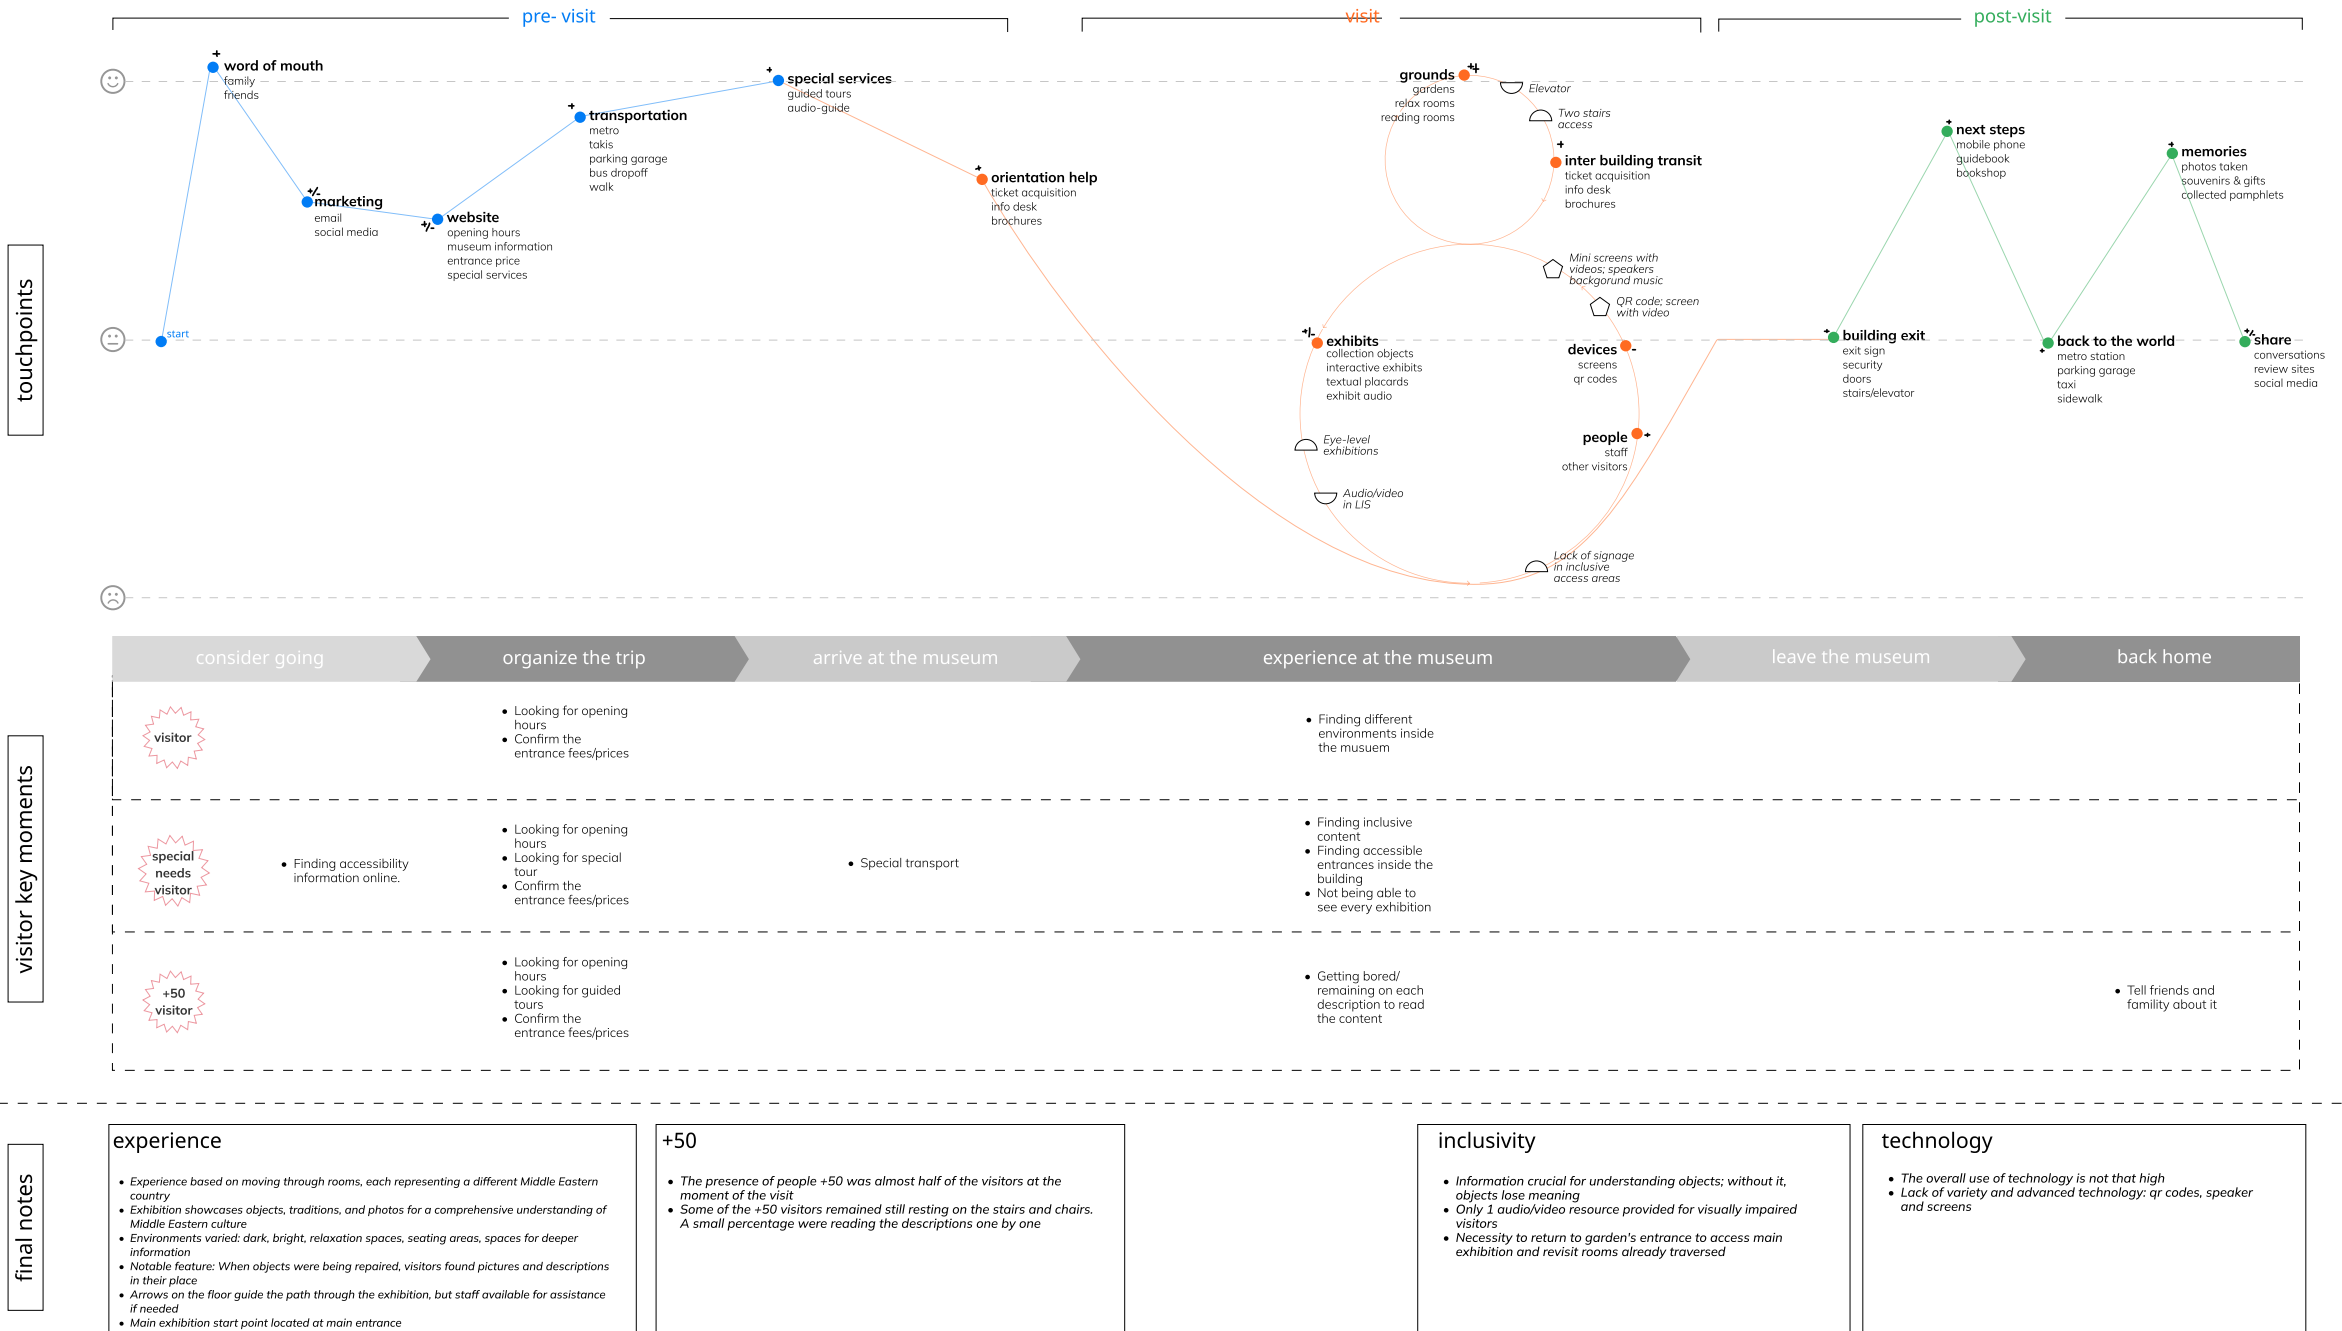 pre- visit
visit
post-visit
touchpoints
start
+
word of mouth
family
friends
+/-
marketing
email
social media
+/-
website
opening hours
museum information
entrance price
special services
+
transportation
metro
takis
parking garage
bus dropoff
walk
+
special services
guided tours
audio-guide
+
orientation help
ticket acquisition
info desk
brochures
++
grounds
gardens
relax rooms
reading rooms
Elevator
Two stairs
access
+
inter building transit
ticket acquisition
info desk
brochures
Mini screens with
videos; speakers
backgorund music
QR code; screen
with video
+/-
exhibits
collection objects
interactive exhibits
textual placards
exhibit audio
devices
-
screens
qr codes
people
+
staff
other visitors
Eye-level
exhibitions
Audio/video
in LIS
Lack of signage
in inclusive
access areas
+
building exit
exit sign
security
doors
stairs/elevator
+
next steps
mobile phone
guidebook
bookshop
+
back to the world
metro station
parking garage
taxi
sidewalk
+
memories
photos taken
souvenirs & gifts
collected pamphlets
+/-
share
conversations
review sites
social media
consider going
organize the trip
arrive at the museum
experience at the museum
leave the museum
back home
visitor key moments
visitor
• Looking for opening
hours
• Confirm the
entrance fees/prices
• Finding different
environments inside
the musuem
special
needs
visitor
• Finding accessibility
information online.
• Looking for opening
hours
• Looking for special
tour
• Confirm the
entrance fees/prices
• Special transport
• Finding inclusive
content
• Finding accessible
entrances inside the
building
• Not being able to
see every exhibition
+50
visitor
• Looking for opening
hours
• Looking for guided
tours
• Confirm the
entrance fees/prices
• Getting bored/
remaining on each
description to read
the content
• Tell friends and
famility about it
final notes
experience
• Experience based on moving through rooms, each representing a different Middle Eastern
country
• Exhibition showcases objects, traditions, and photos for a comprehensive understanding of
Middle Eastern culture
• Environments varied: dark, bright, relaxation spaces, seating areas, spaces for deeper
information
• Notable feature: When objects were being repaired, visitors found pictures and descriptions
in their place
• Arrows on the floor guide the path through the exhibition, but staff available for assistance
if needed
• Main exhibition start point located at main entrance
+50
• The presence of people +50 was almost half of the visitors at the
moment of the visit
• Some of the +50 visitors remained still resting on the stairs and chairs.
A small percentage were reading the descriptions one by one
inclusivity
• Information crucial for understanding objects; without it,
objects lose meaning
• Only 1 audio/video resource provided for visually impaired
visitors
• Necessity to return to garden's entrance to access main
exhibition and revisit rooms already traversed
technology
• The overall use of technology is not that high
• Lack of variety and advanced technology: qr codes, speaker
and screens